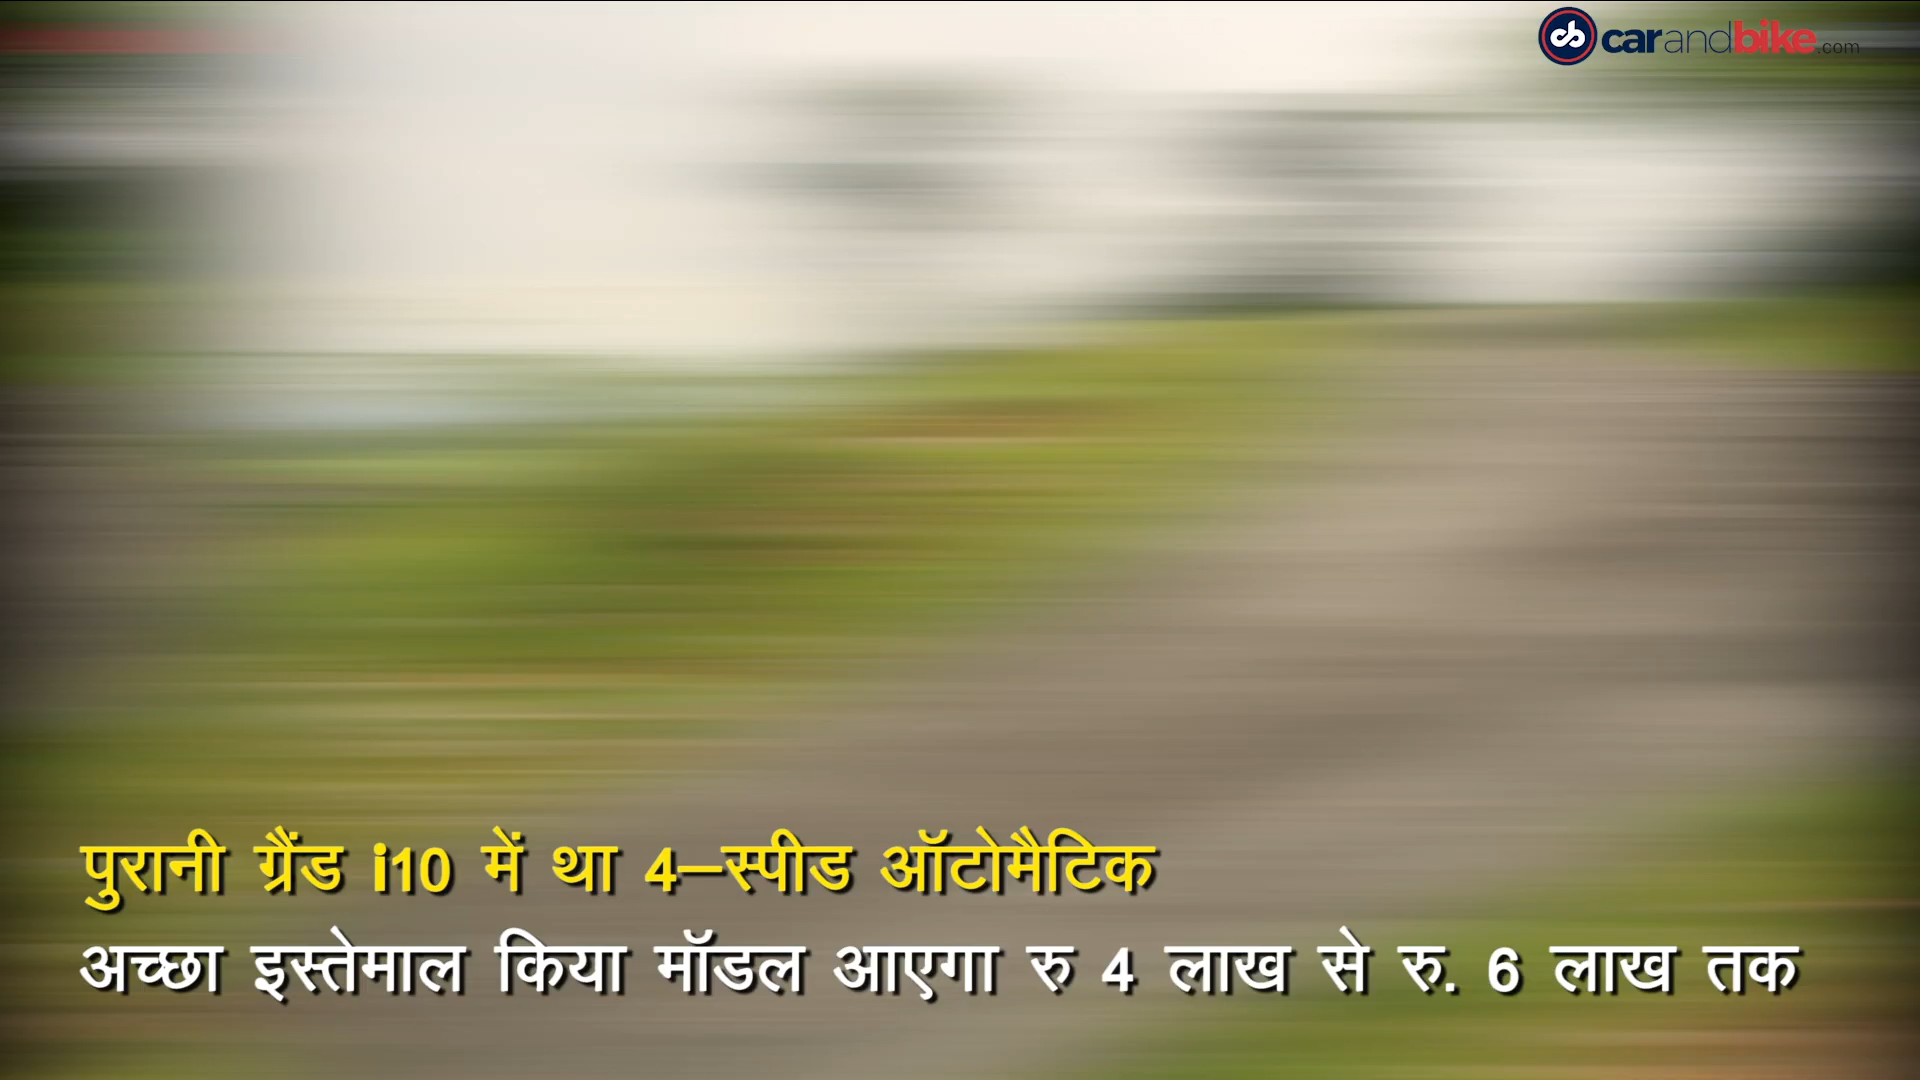 carandbike.com
पुरानी ग्रैंड i10 में था 4–स्पीड ऑटोमैटिक
अच्छा इस्तेमाल किया मॉडल आएगा रु 4 लाख से रु. 6 लाख तक